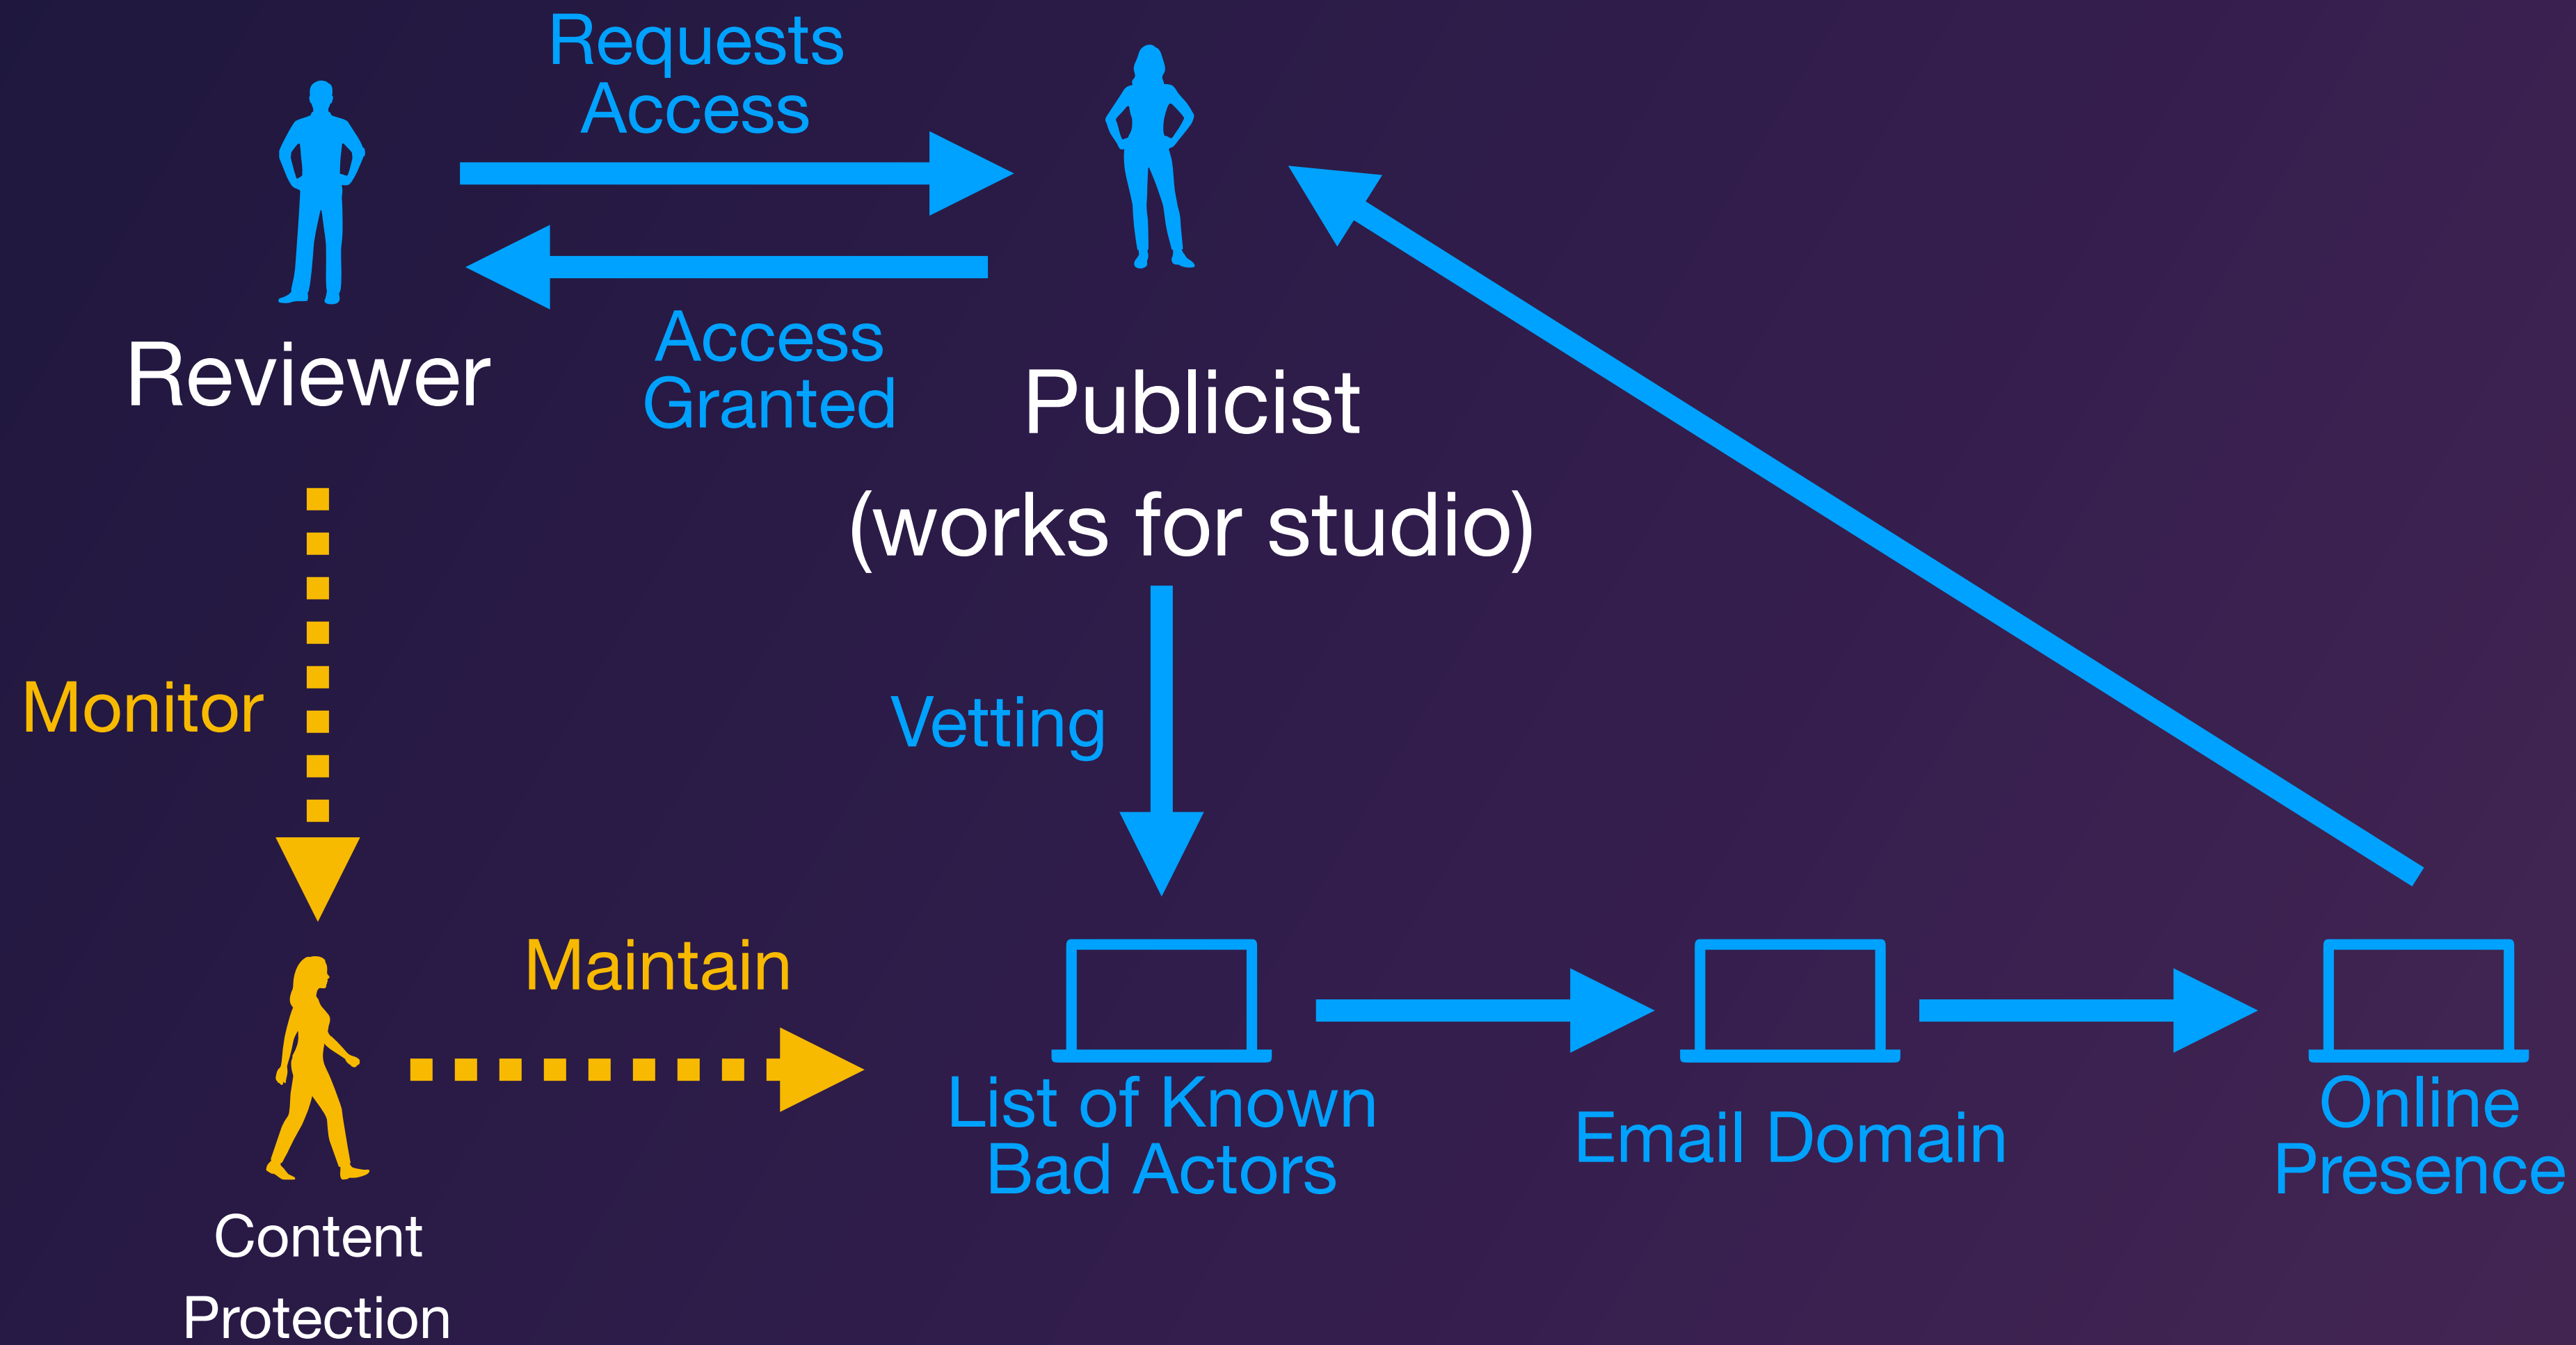 Requests
Access
Reviewer
Access
Granted
Publicist
(works for studio)
Monitor
Vetting
Maintain
List of Known
Bad Actors
Email Domain
Online
Presence
Content
Protection